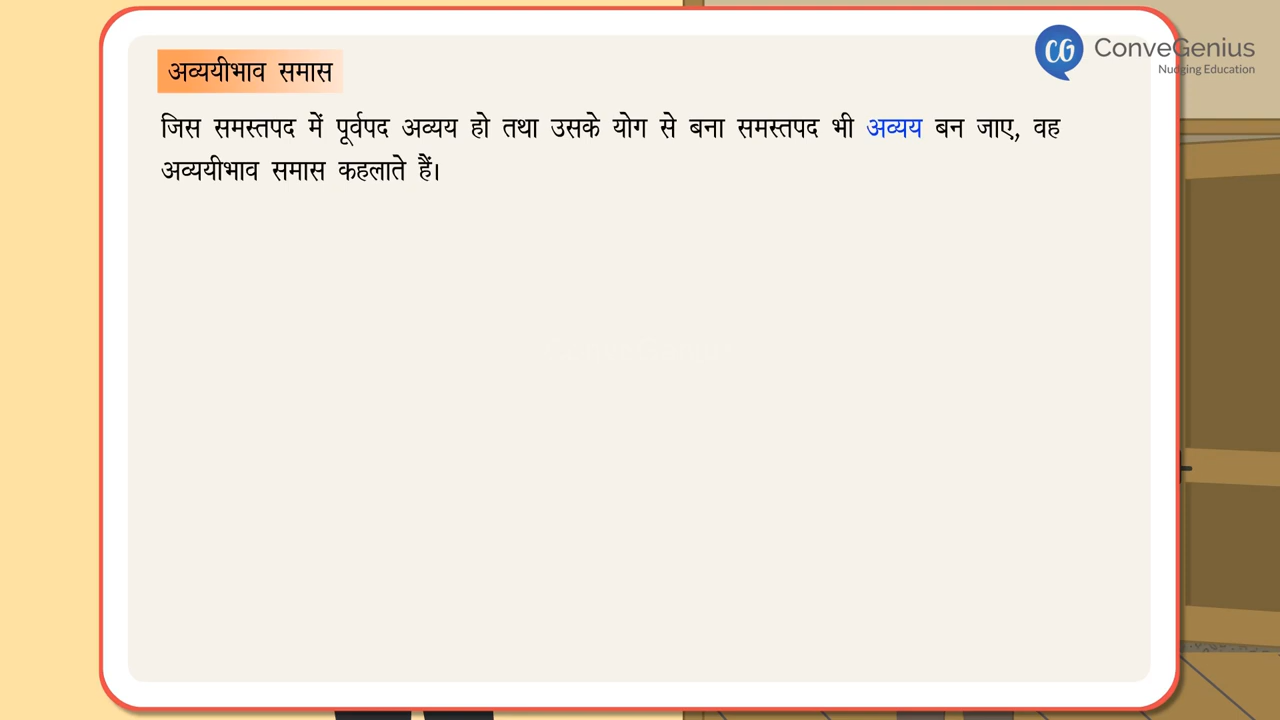 ConveGenius
Nudging Education
अव्ययीभाव समास
जिस समस्तपद में पूर्वपद अव्यय हो तथा उसके योग से बना समस्तपद भी अव्यय बन जाए, वह
अव्ययीभाव समास कहलाते हैं।